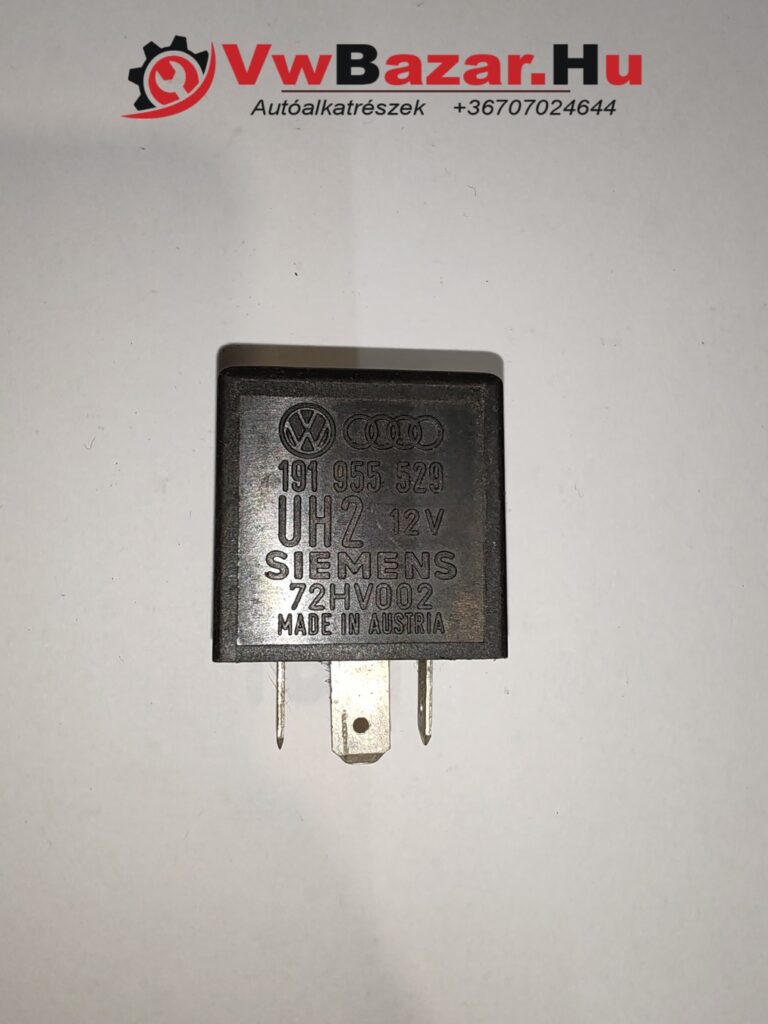 VwBazar.Hu
Autóalkatrészek +36707024644
191 955 529
UH2 12V
SIEMENS
72HV002
MADE IN AUSTRIA